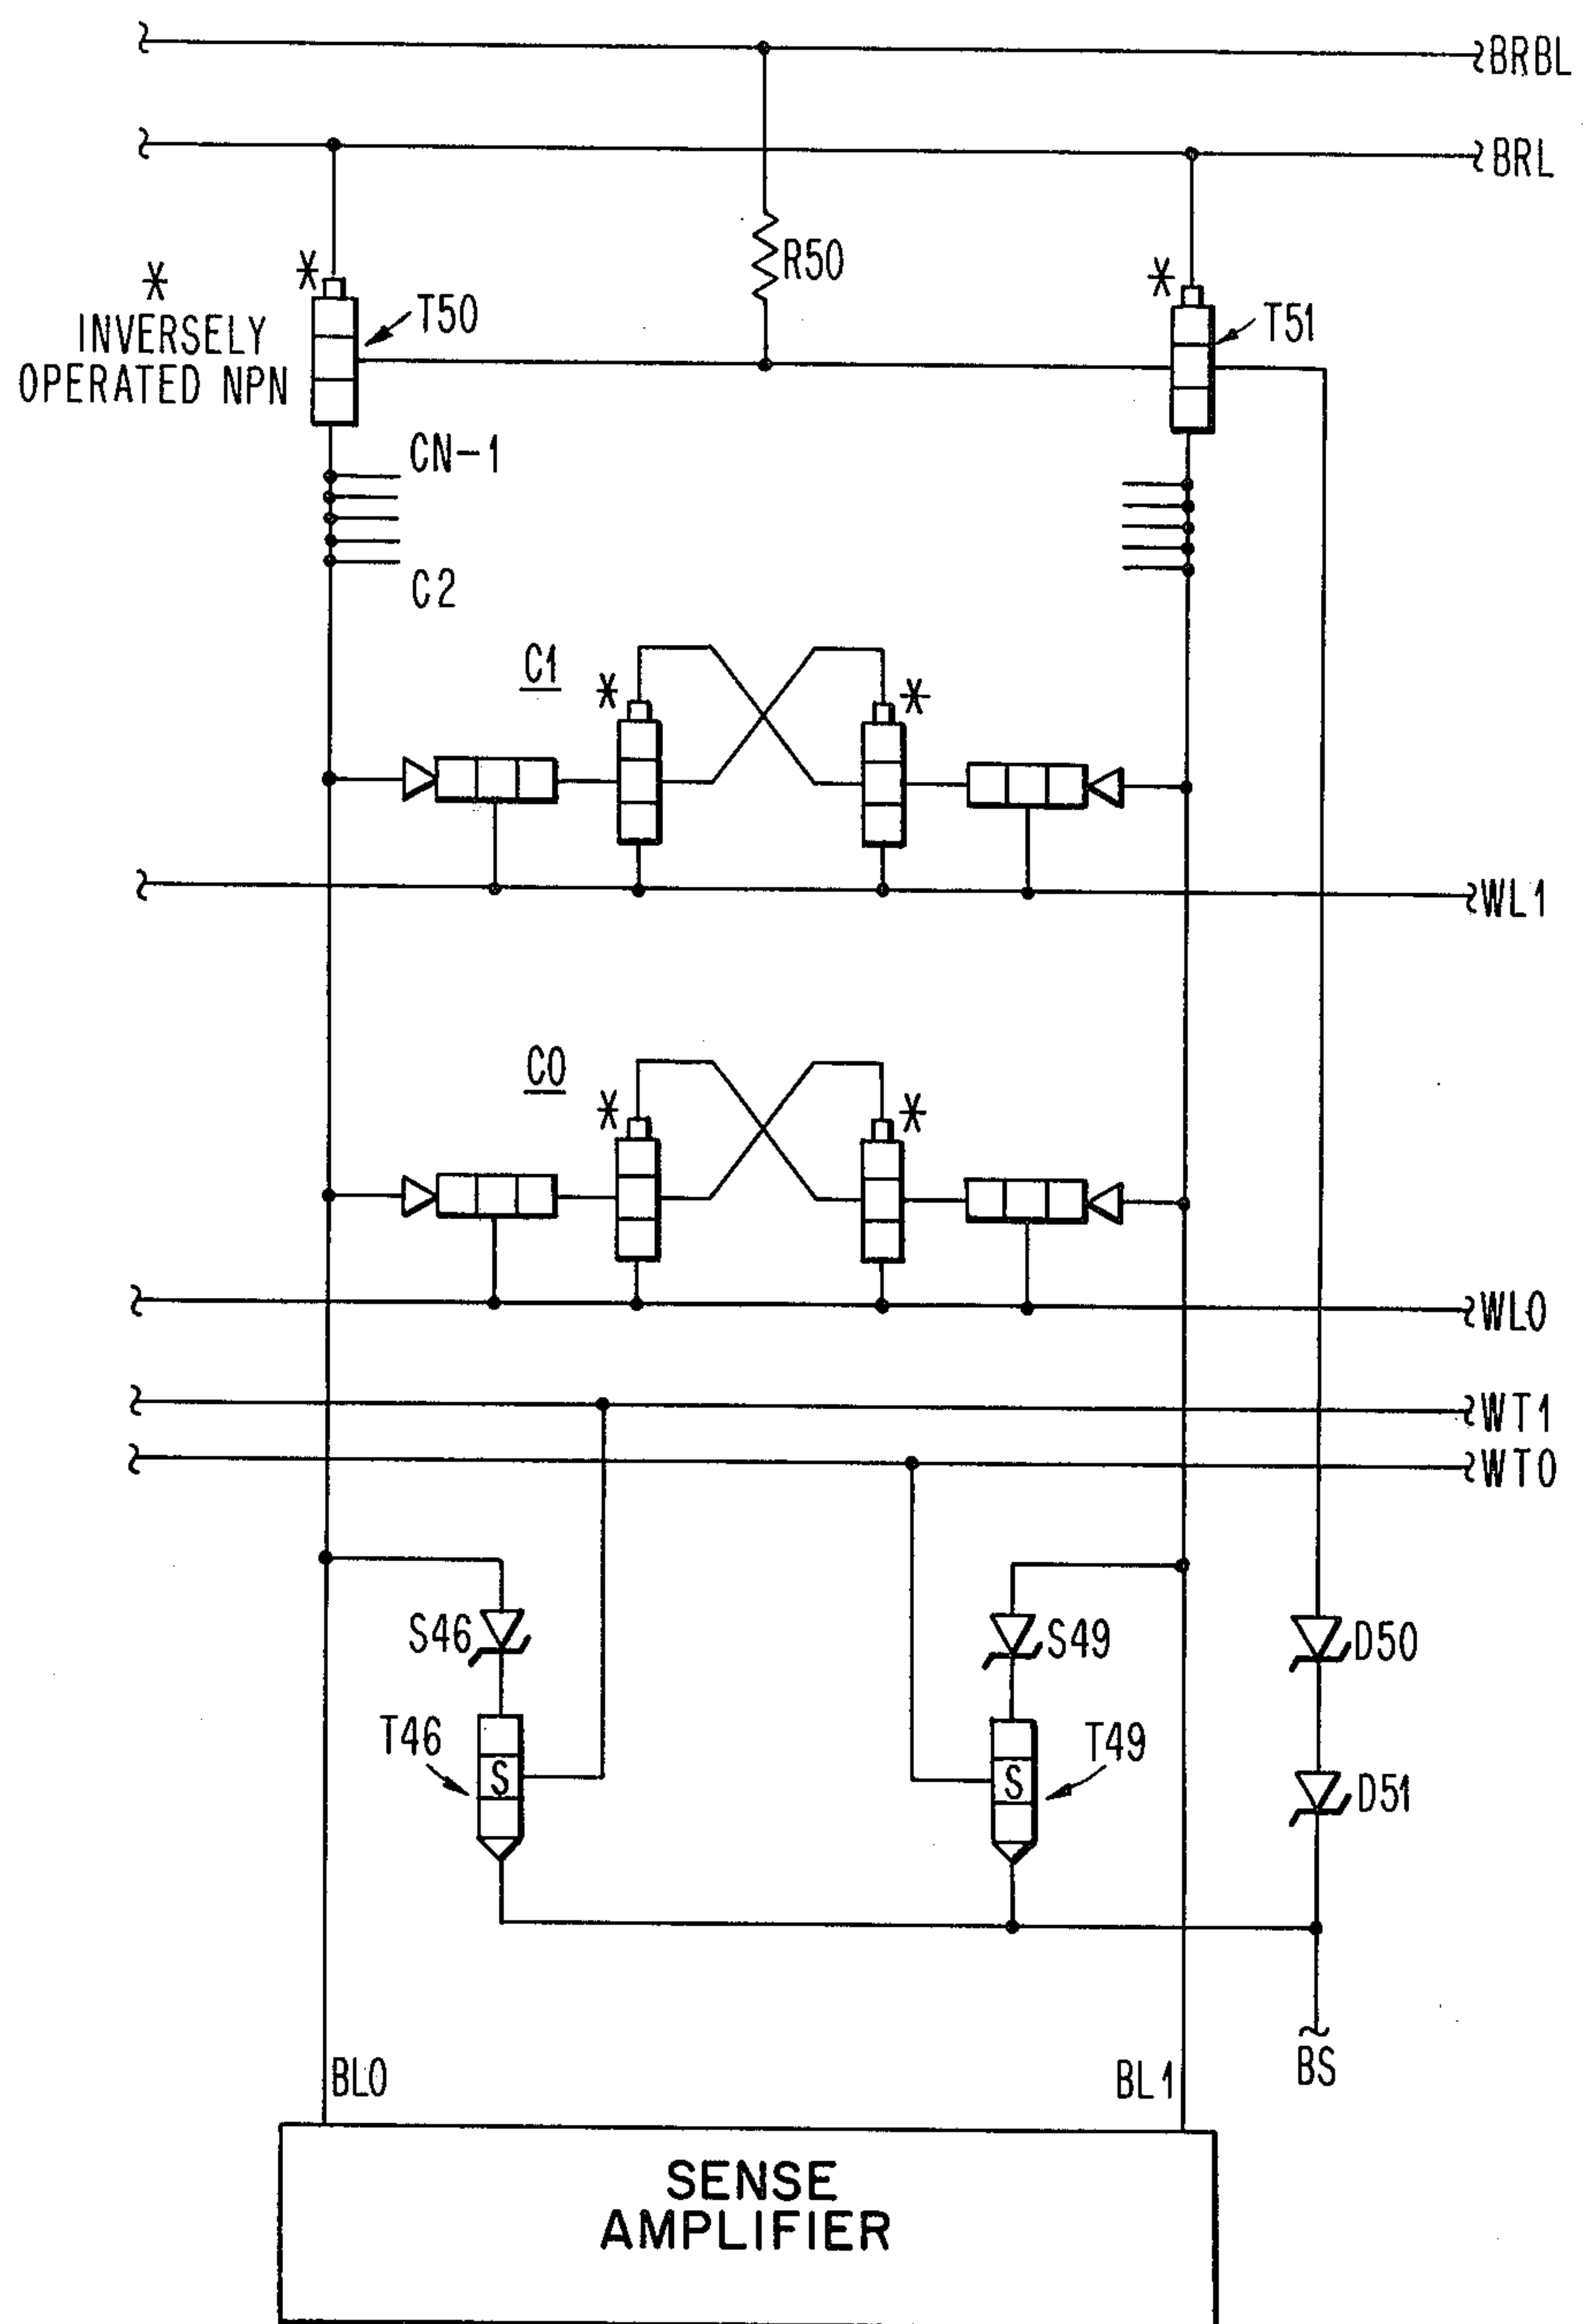 BRBL
BRL
R50
*
*
*
INVERSELY
OPERATED NPN
T50
T51
CN-1
C2
C1
*
*
WL1
C0
*
*
WL0
WT1
WT0
S46
S49
D50
T46
S
T49
S
D51
BL0
BL1
BS
SENSE
AMPLIFIER